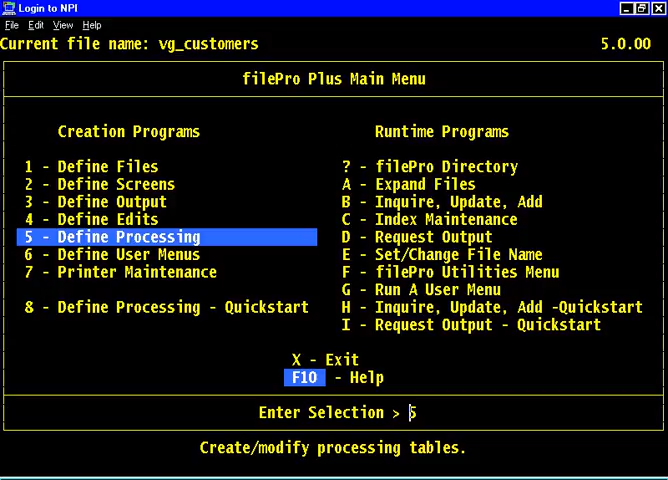 Login to NPI
File Edit View Help
Current file name: vg_customers 5.0.00
filePro Plus Main Menu
Creation Programs Runtime Programs
1 - Define Files ? - filePro Directory
2 - Define Screens A - Expand Files
3 - Define Output B - Inquire, Update, Add
4 - Define Edits C - Index Maintenance
5 - Define Processing D - Request Output
6 - Define User Menus E - Set/Change File Name
7 - Printer Maintenance F - filePro Utilities Menu
G - Run A User Menu
8 - Define Processing - Quickstart H - Inquire, Update, Add -Quickstart
I - Request Output - Quickstart
X - Exit
F10 - Help
Enter Selection > 5
Create/modify processing tables.